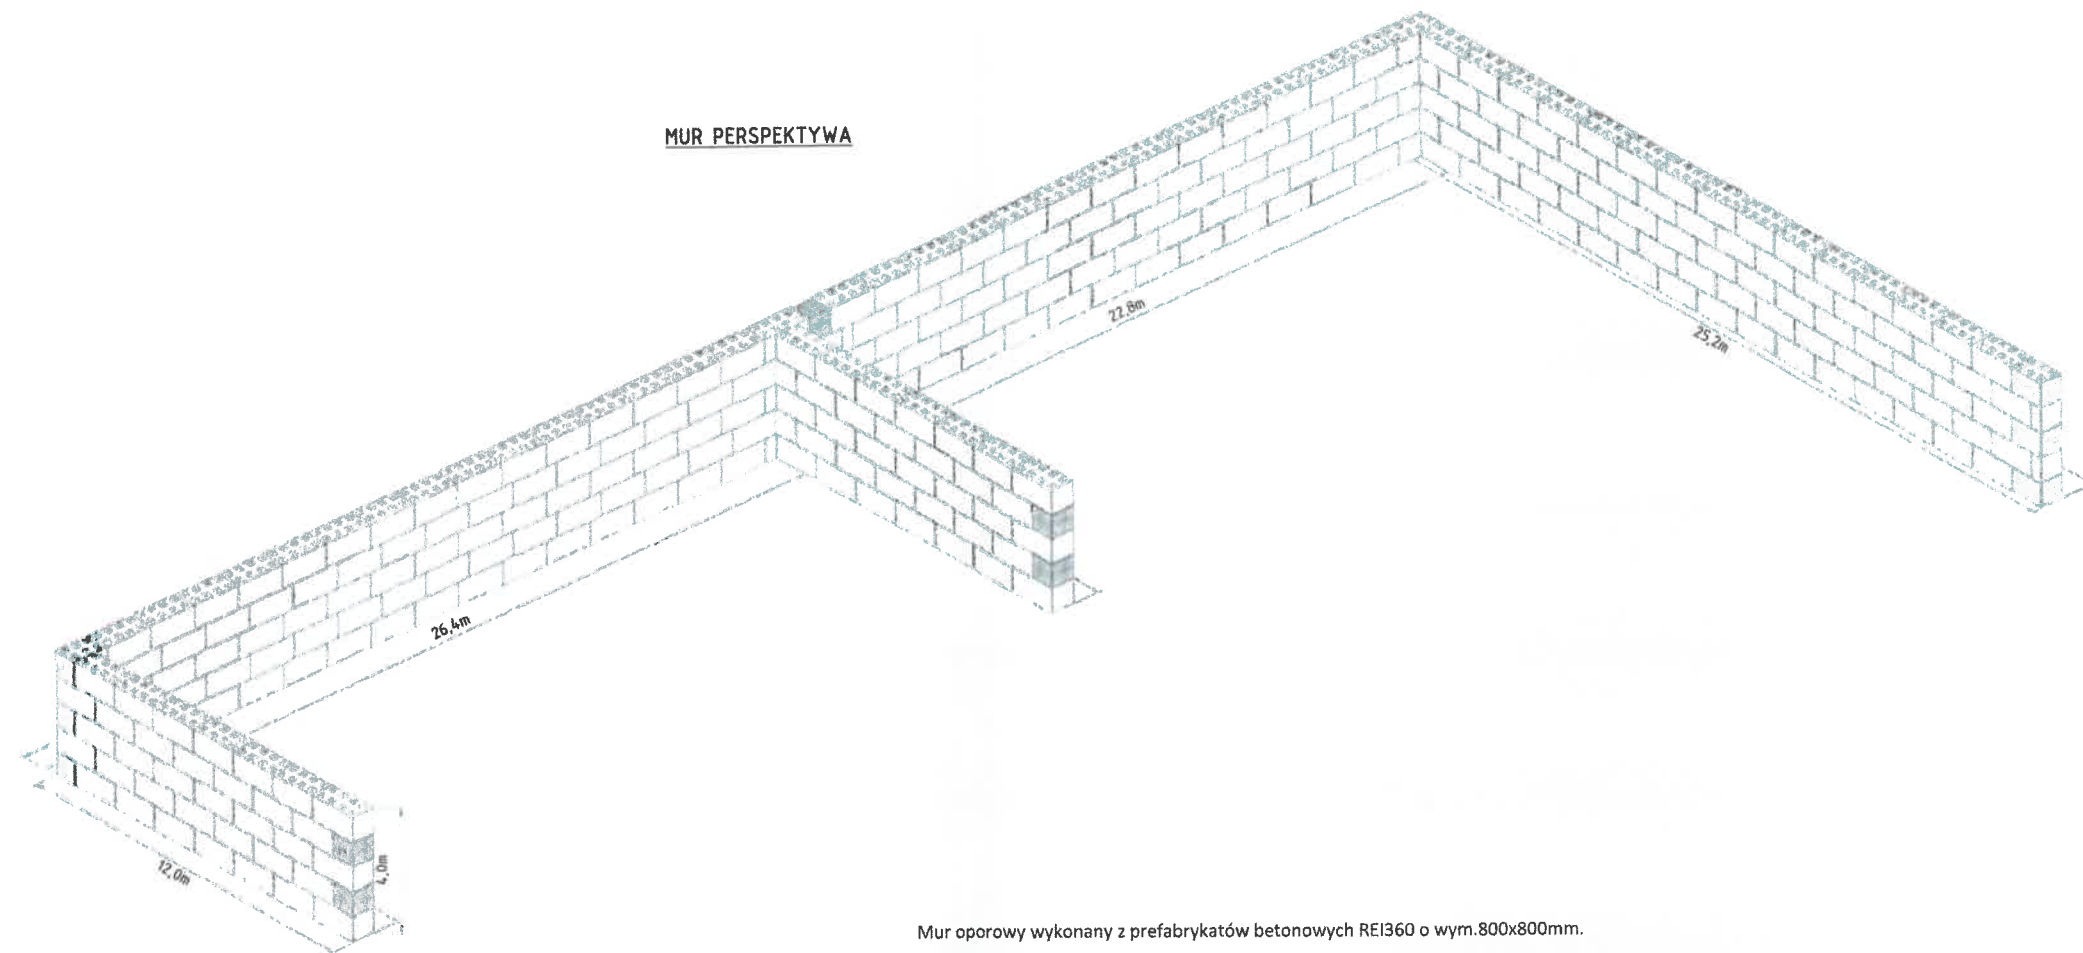 MUR PERSPEKTYWA
22,8m
25,2m
26,4m
12,0m
4,0m
Mur oporowy wykonany z prefabrykatów betonowych REI360 o wym.800x800mm.